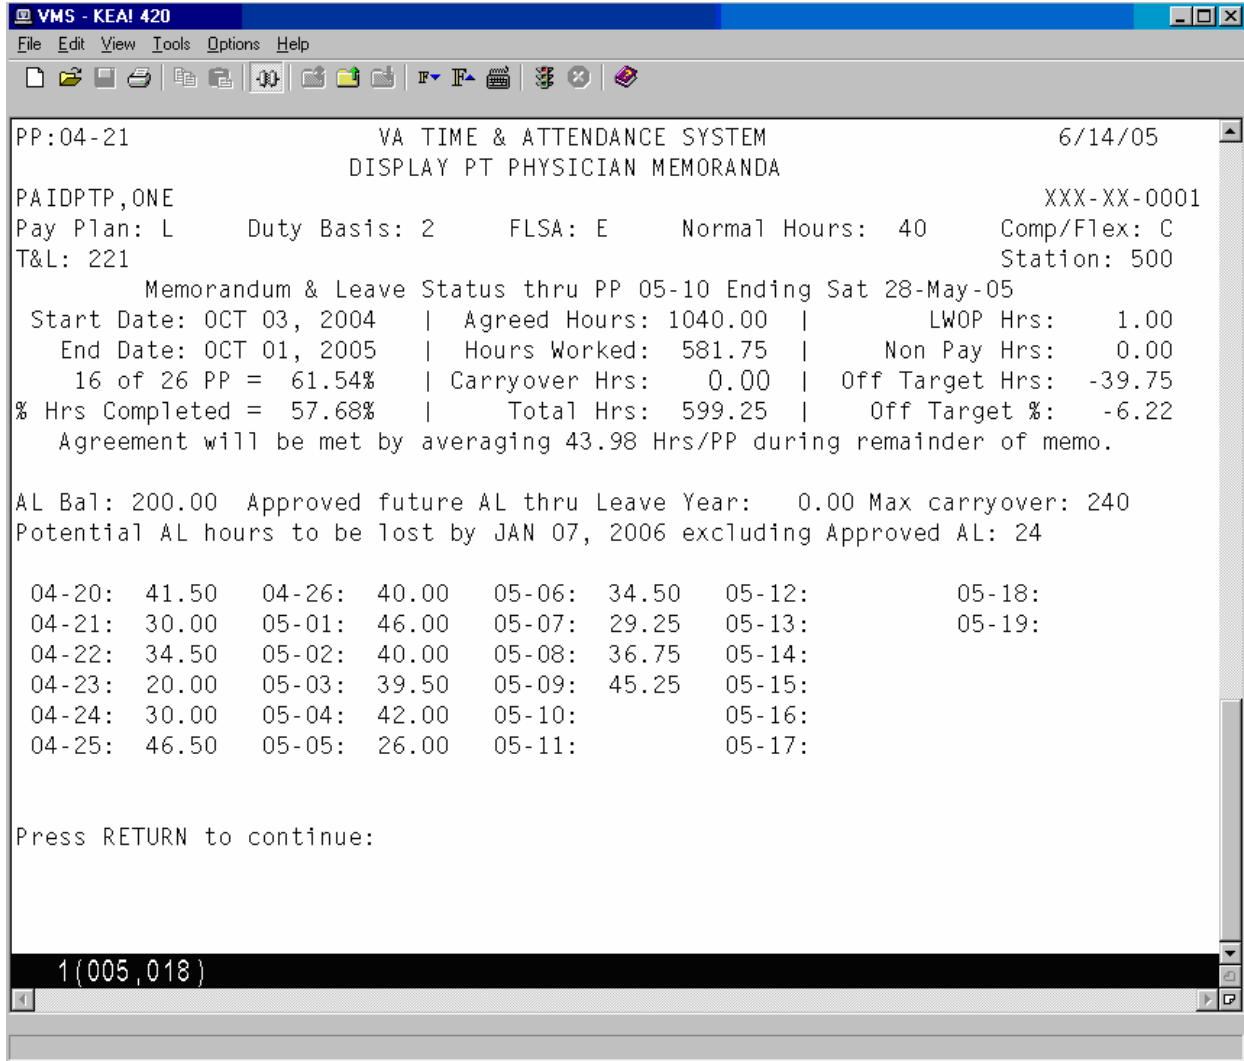 VMS - KEA! 420
File Edit View Tools Options Help
PP:04-21 VA TIME & ATTENDANCE SYSTEM 6/14/05
DISPLAY PT PHYSICIAN MEMORANDA
PAIDPTP,ONE XXX-XX-0001
Pay Plan: L Duty Basis: 2 FLSA: E Normal Hours: 40 Comp/Flex: C
T&L: 221 Station: 500
Memorandum & Leave Status thru PP 05-10 Ending Sat 28-May-05
Start Date: OCT 03, 2004 | Agreed Hours: 1040.00 | LWOP Hrs: 1.00
End Date: OCT 01, 2005 | Hours Worked: 581.75 | Non Pay Hrs: 0.00
16 of 26 PP = 61.54% | Carryover Hrs: 0.00 | Off Target Hrs: -39.75
% Hrs Completed = 57.68% | Total Hrs: 599.25 | Off Target %: -6.22
Agreement will be met by averaging 43.98 Hrs/PP during remainder of memo.
AL Bal: 200.00 Approved future AL thru Leave Year: 0.00 Max carryover: 240
Potential AL hours to be lost by JAN 07, 2006 excluding Approved AL: 24
04-20: 41.50 04-26: 40.00 05-06: 34.50 05-12: 05-18:
04-21: 30.00 05-01: 46.00 05-07: 29.25 05-13: 05-19:
04-22: 34.50 05-02: 40.00 05-08: 36.75 05-14:
04-23: 20.00 05-03: 39.50 05-09: 45.25 05-15:
04-24: 30.00 05-04: 42.00 05-10: 05-16:
04-25: 46.50 05-05: 26.00 05-11: 05-17:
Press RETURN to continue:
1(005,018)